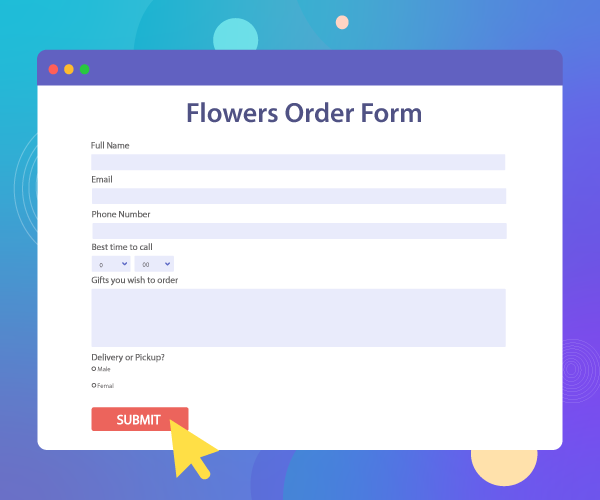 Flowers Order Form
Full Name
Email
Phone Number
Best time to call
0 00
Gifts you wish to order
Delivery or Pickup?
Male
Femal
SUBMIT